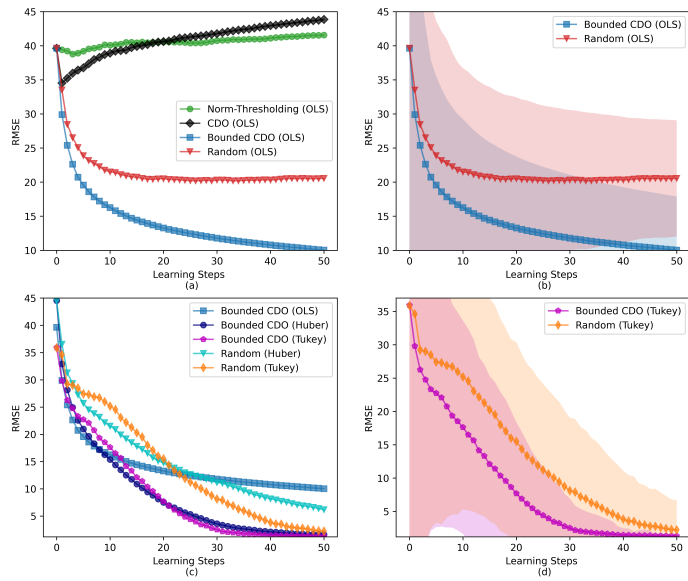 45
40
35
30
25
20
15
10
RMSE
Norm-Thresholding (OLS)
CDO (OLS)
Bounded CDO (OLS)
Random (OLS)
0 10 20 30 40 50
Learning Steps
(a)
45
40
35
30
25
20
15
10
RMSE
Bounded CDO (OLS)
Random (OLS)
0 10 20 30 40 50
Learning Steps
(b)
45
40
35
30
25
20
15
10
5
RMSE
Bounded CDO (OLS)
Bounded CDO (Huber)
Bounded CDO (Tukey)
Random (Huber)
Random (Tukey)
0 10 20 30 40 50
Learning Steps
(c)
35
30
25
20
15
10
5
RMSE
Bounded CDO (Tukey)
Random (Tukey)
0 10 20 30 40 50
Learning Steps
(d)